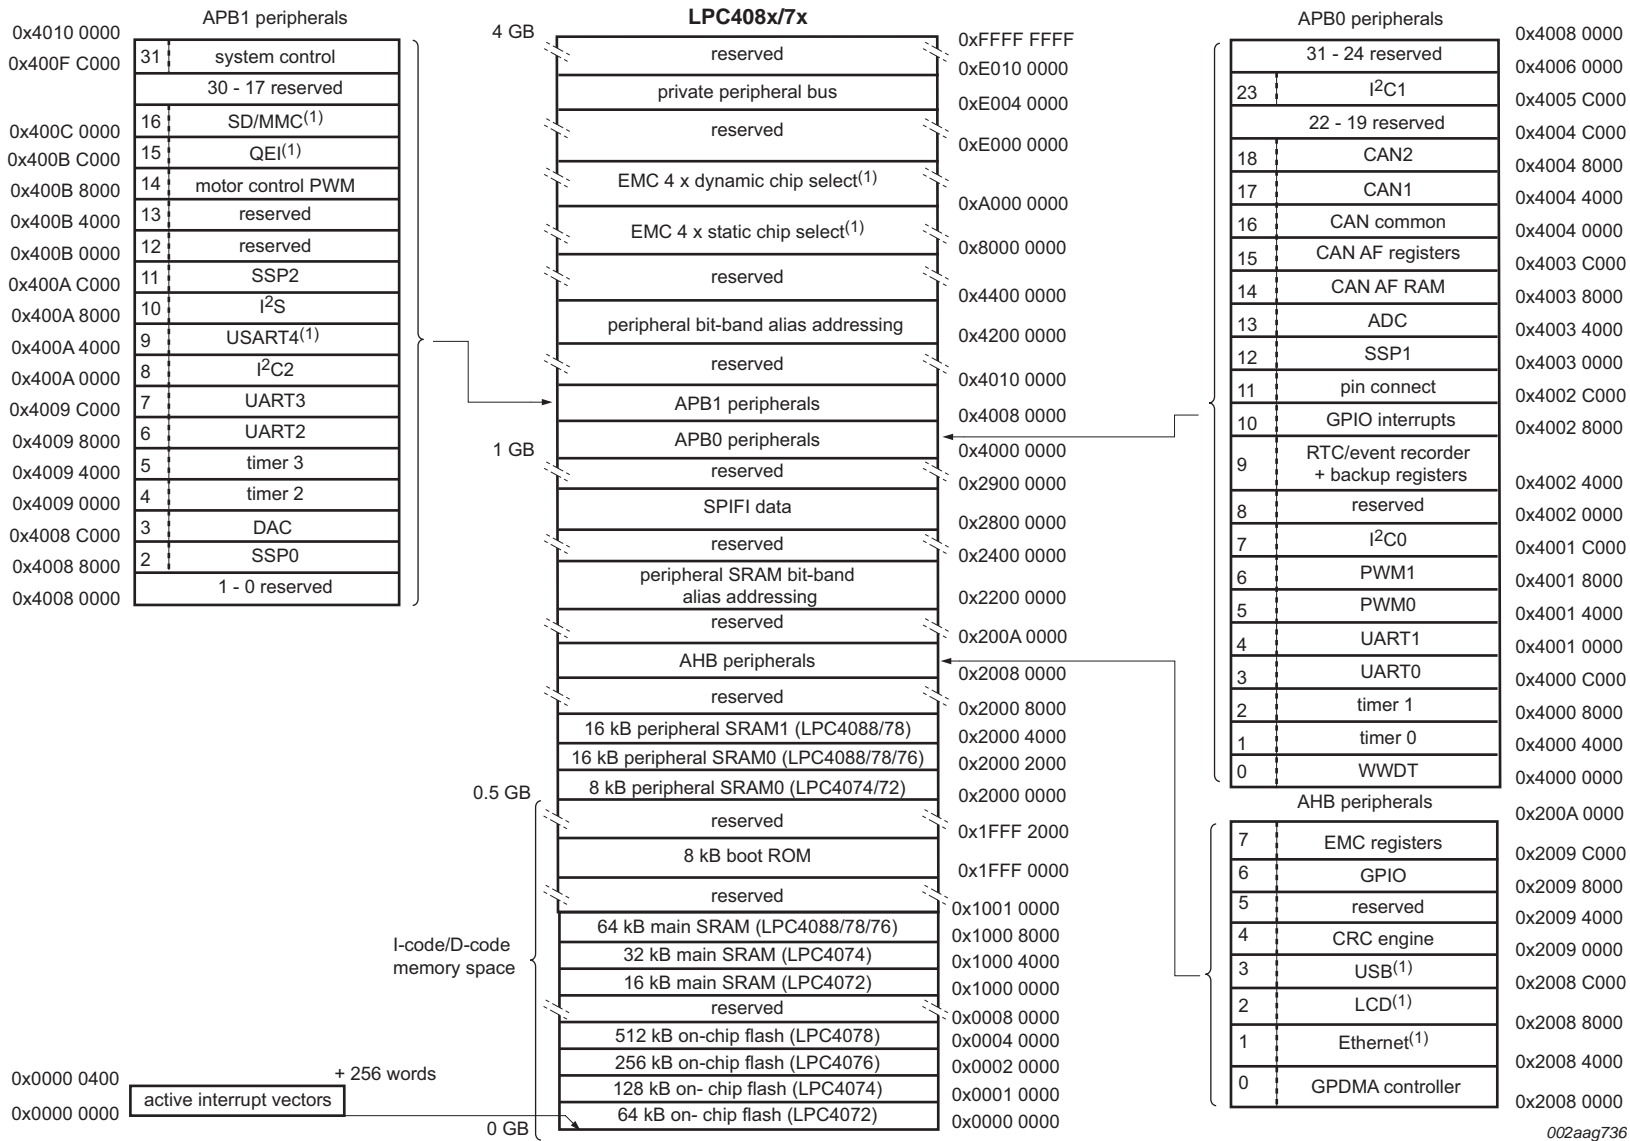 LPC408x/7x
APB1 peripherals
0x4010 0000
31 system control
0x400F C000
30 - 17 reserved
16 SD/MMC(1)
0x400C 0000
15 QEI(1)
0x400B C000
14 motor control PWM
0x400B 8000
13 reserved
0x400B 4000
12 reserved
0x400B 0000
11 SSP2
0x400A C000
10 I2S
0x400A 8000
9 USART4(1)
0x400A 4000
8 I2C2
0x400A 0000
7 UART3
0x4009 C000
6 UART2
0x4009 8000
5 timer 3
0x4009 4000
4 timer 2
0x4009 0000
3 DAC
0x4008 C000
2 SSP0
0x4008 8000
1 - 0 reserved
0x4008 0000
4 GB
0xFFFF FFFF
reserved
0xE010 0000
private peripheral bus
0xE004 0000
reserved
0xE000 0000
EMC 4 x dynamic chip select(1)
0xA000 0000
EMC 4 x static chip select(1)
0x8000 0000
reserved
0x4400 0000
peripheral bit-band alias addressing
0x4200 0000
reserved
0x4010 0000
APB1 peripherals
0x4008 0000
APB0 peripherals
1 GB
0x4000 0000
reserved
0x2900 0000
SPIFI data
0x2800 0000
reserved
0x2400 0000
peripheral SRAM bit-band
alias addressing
0x2200 0000
reserved
0x200A 0000
AHB peripherals
0x2008 0000
reserved
0x2000 8000
16 kB peripheral SRAM1 (LPC4088/78)
0x2000 4000
16 kB peripheral SRAM0 (LPC4088/78/76)
0x2000 2000
8 kB peripheral SRAM0 (LPC4074/72)
0.5 GB
0x2000 0000
reserved
0x1FFF 2000
8 kB boot ROM
0x1FFF 0000
reserved
0x1001 0000
64 kB main SRAM (LPC4088/78/76)
0x1000 8000
I-code/D-code
memory space
32 kB main SRAM (LPC4074)
0x1000 4000
16 kB main SRAM (LPC4072)
0x1000 0000
reserved
0x0008 0000
512 kB on-chip flash (LPC4078)
0x0004 0000
256 kB on-chip flash (LPC4076)
0x0002 0000
128 kB on- chip flash (LPC4074)
0x0001 0000
64 kB on- chip flash (LPC4072)
0x0000 0000
0 GB
+ 256 words
0x0000 0400
active interrupt vectors
0x0000 0000
APB0 peripherals
0x4008 0000
31 - 24 reserved
0x4006 0000
23 I2C1
0x4005 C000
22 - 19 reserved
0x4004 C000
18 CAN2
0x4004 8000
17 CAN1
0x4004 4000
16 CAN common
0x4004 0000
15 CAN AF registers
0x4003 C000
14 CAN AF RAM
0x4003 8000
13 ADC
0x4003 4000
12 SSP1
0x4003 0000
11 pin connect
0x4002 C000
10 GPIO interrupts
0x4002 8000
9 RTC/event recorder
+ backup registers
0x4002 4000
8 reserved
0x4002 0000
7 I2C0
0x4001 C000
6 PWM1
0x4001 8000
5 PWM0
0x4001 4000
4 UART1
0x4001 0000
3 UART0
0x4000 C000
2 timer 1
0x4000 8000
1 timer 0
0x4000 4000
0 WWDT
0x4000 0000
AHB peripherals
0x200A 0000
7 EMC registers
0x2009 C000
6 GPIO
0x2009 8000
5 reserved
0x2009 4000
4 CRC engine
0x2009 0000
3 USB(1)
0x2008 C000
2 LCD(1)
0x2008 8000
1 Ethernet(1)
0x2008 4000
0 GPDMA controller
0x2008 0000
002aag736